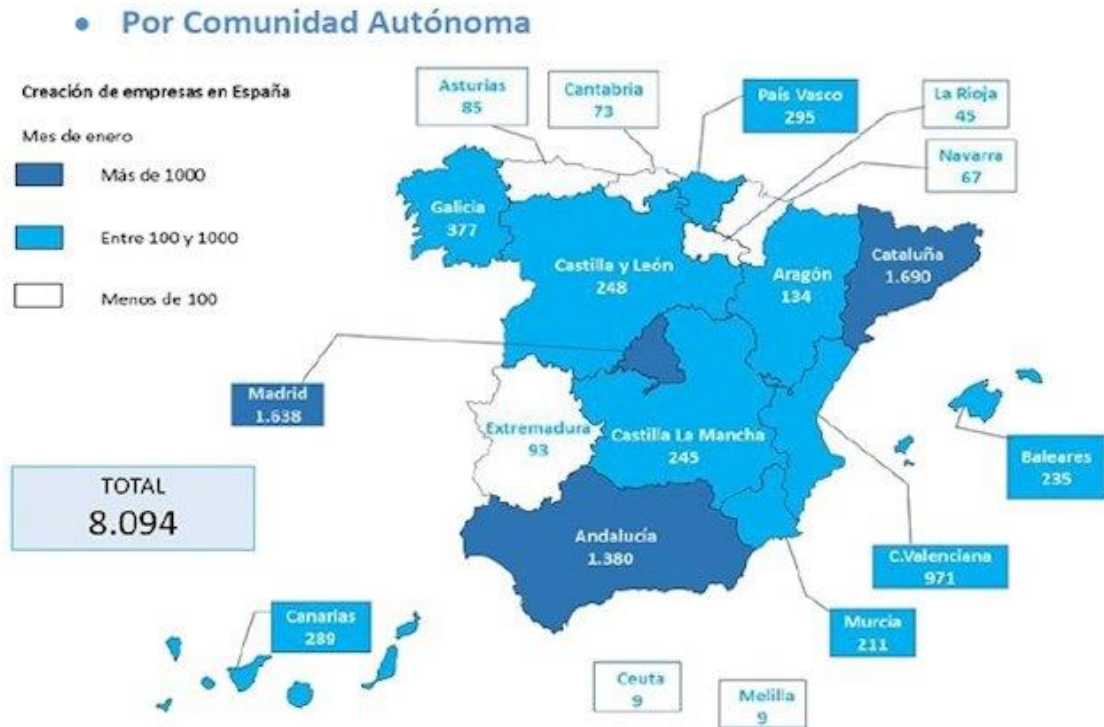 • Por Comunidad Autónoma
Creación de empresas en España
Mes de enero
Más de 1000
Entre 100 y 1000
Menos de 100
Asturias
85
Cantabria
73
País Vasco
295
La Rioja
45
Navarra
67
Galicia
377
Castilla y León
248
Aragón
134
Cataluña
1.690
Madrid
1.638
Extremadura
93
Castilla La Mancha
245
Baleares
235
TOTAL
8.094
Andalucía
1.380
C.Valenciana
971
Canarias
289
Murcia
211
Ceuta
9
Melilla
9